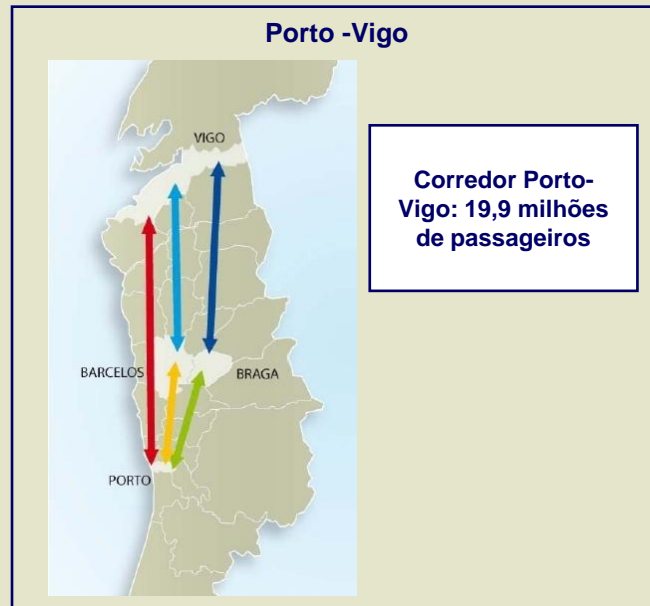 Porto -Vigo
VIGO
Corredor Porto-
Vigo: 19,9 milhões
de passageiros
BARCELOS
BRAGA
PORTO